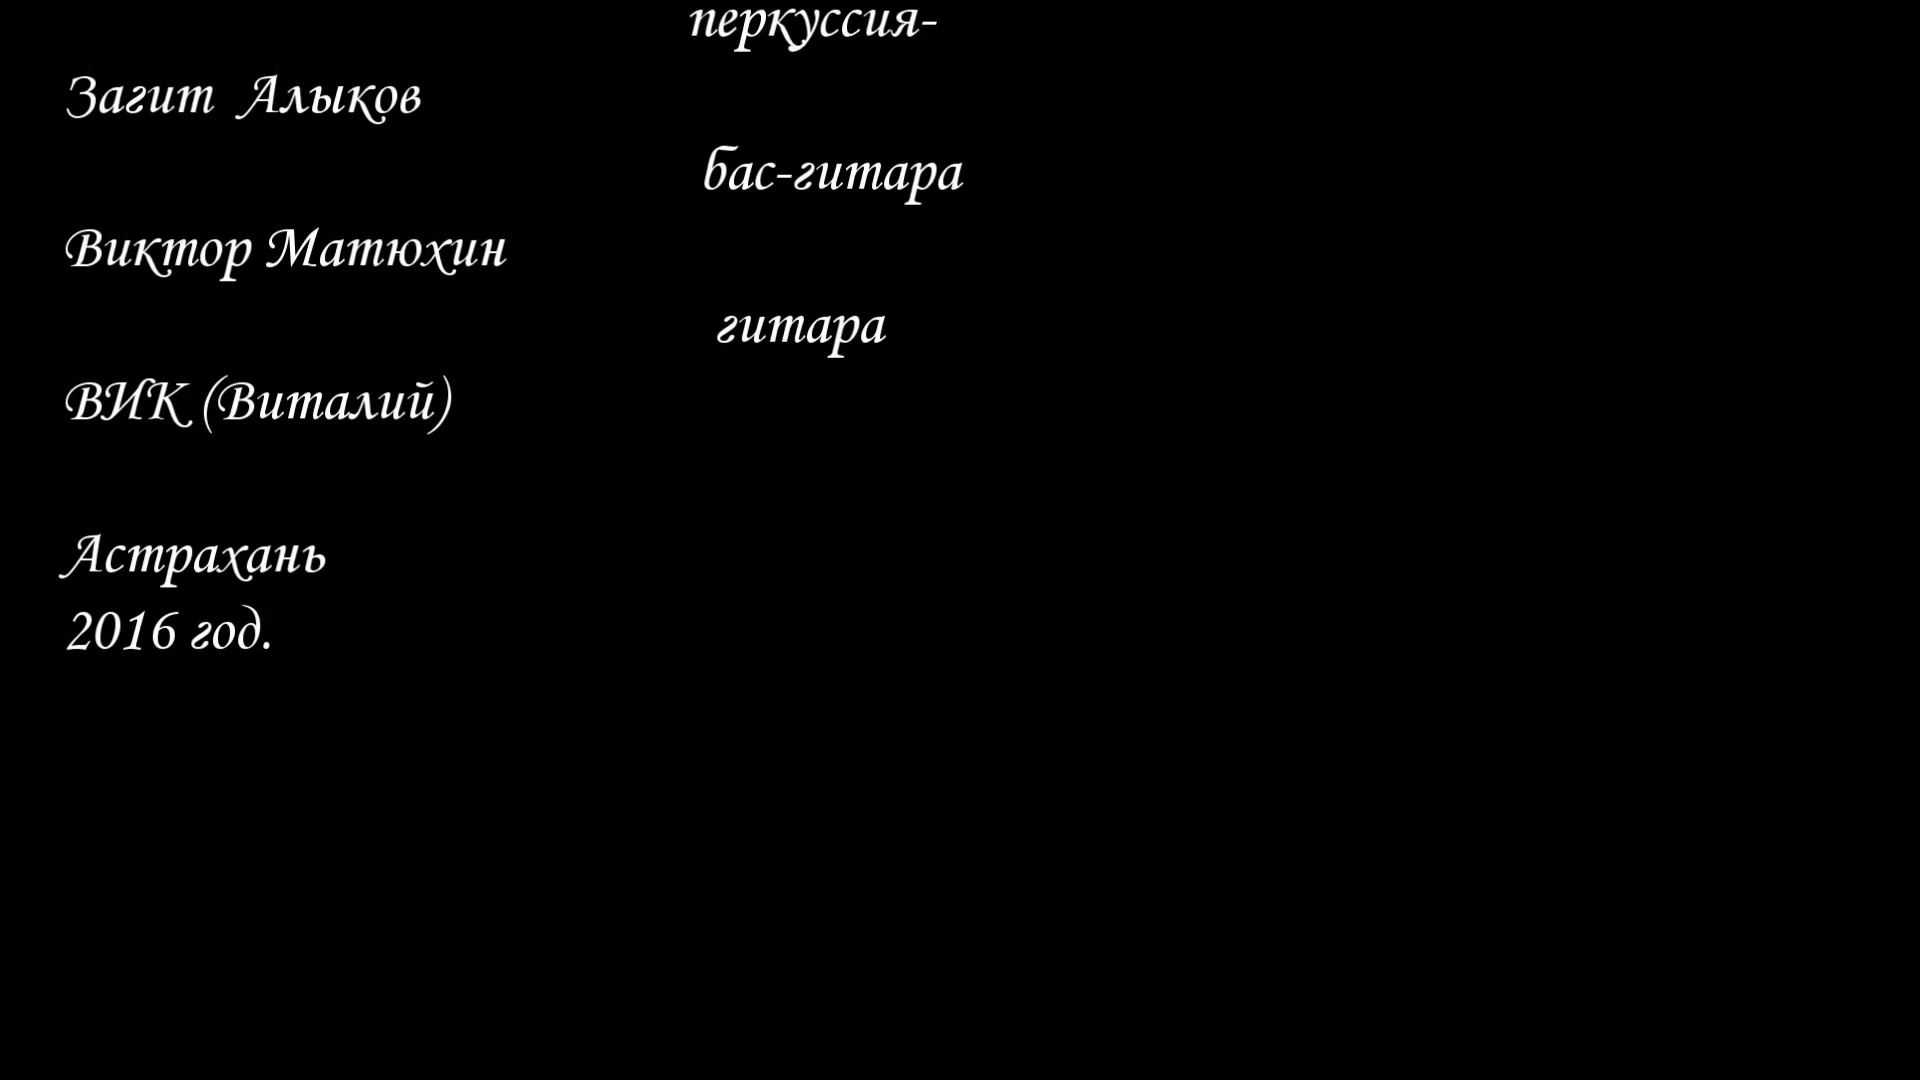 перкуссия-
Загит Алыков
бас-гитара
Виктор Матюхин
гитара
ВИК (Виталий)
Астрахань
2016 год.